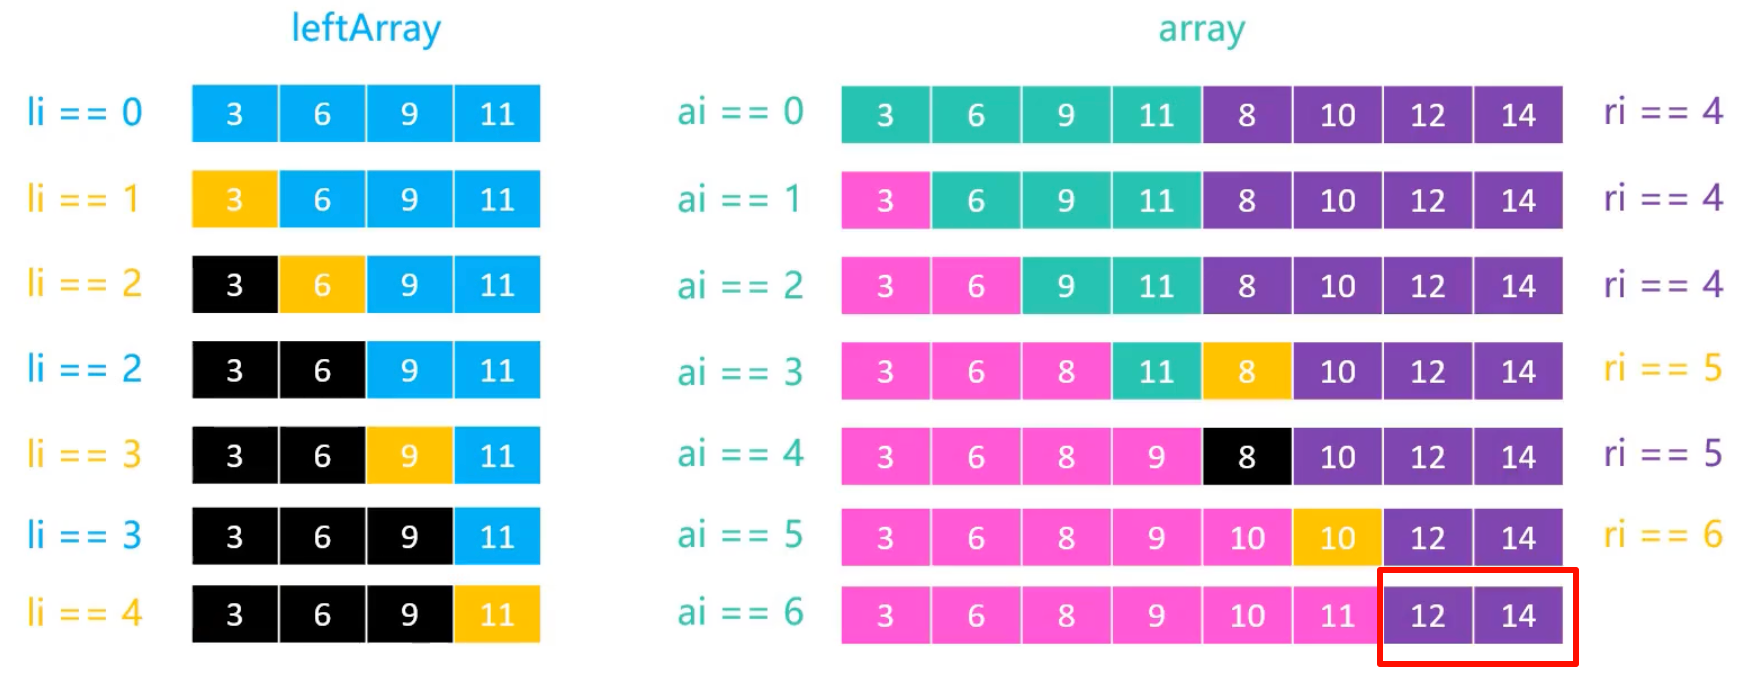 leftArray array
li == 0 3 6 9 11 ai == 0 3 6 9 11 8 10 12 14 ri == 4
li == 1 3 6 9 11 ai == 1 3 6 9 11 8 10 12 14 ri == 4
li == 2 3 6 9 11 ai == 2 3 6 9 11 8 10 12 14 ri == 4
li == 2 3 6 9 11 ai == 3 3 6 8 11 8 10 12 14 ri == 5
li == 3 3 6 9 11 ai == 4 3 6 8 9 8 10 12 14 ri == 5
li == 3 3 6 9 11 ai == 5 3 6 8 9 10 10 12 14 ri == 6
li == 4 3 6 9 11 ai == 6 3 6 8 9 10 11 12 14